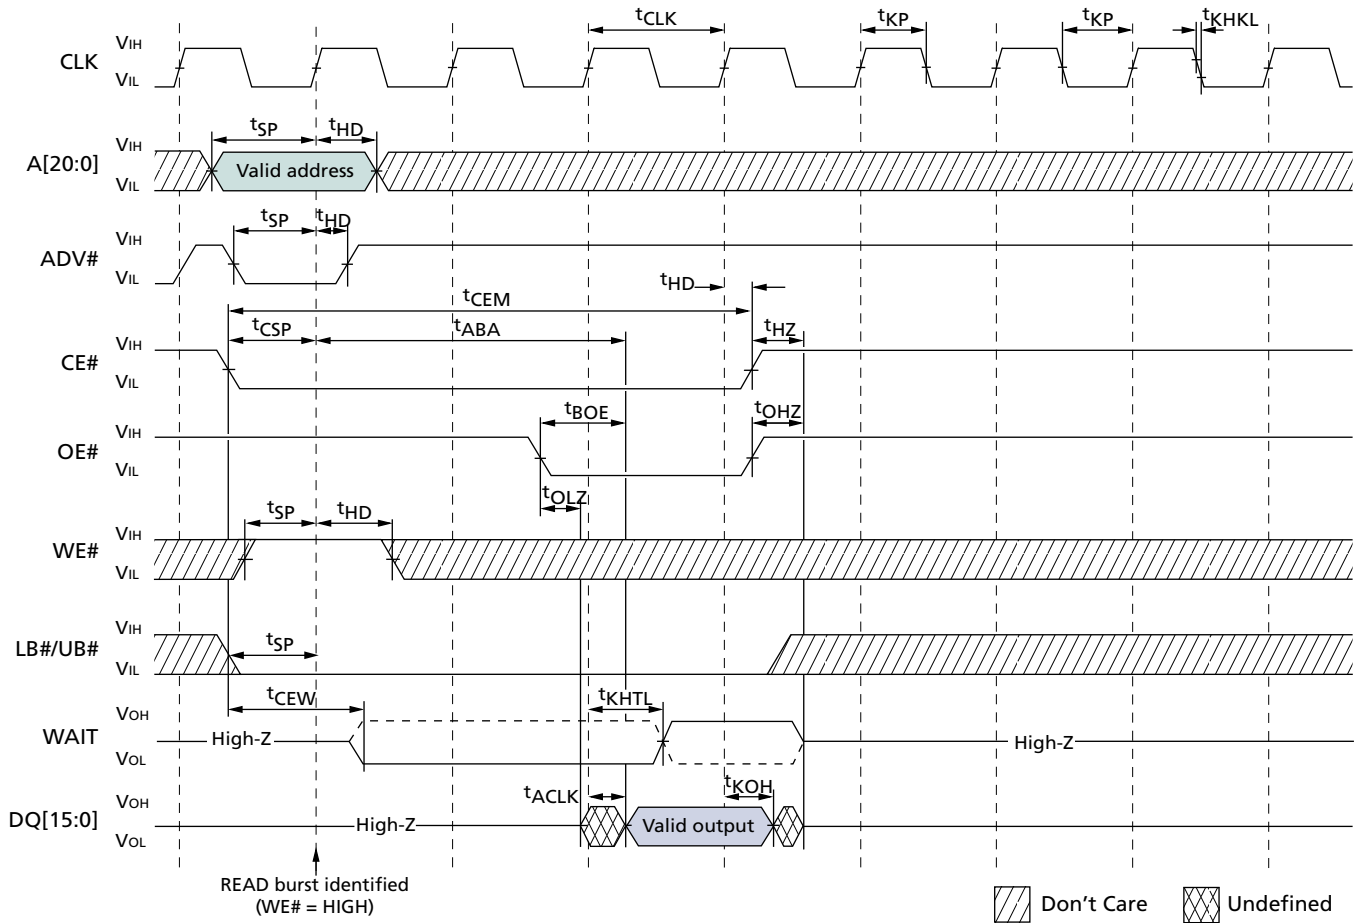 tCLK tKP tKP tKHKL
CLK VIH
VIL
tSP tHD
A[20:0] VIH
VIL
Valid address
tSP tHD
ADV# VIH
VIL
tHD
tCEM
tCSP tABA tHZ
CE# VIH
VIL
tBOE tOHZ
OE# VIH
VIL
tOLZ
tSP tHD
WE# VIH
VIL
LB#/UB# VIH
VIL
tSP
tCEW tKHTL
WAIT VOH
VOL
High-Z High-Z
tACLK tKOH
DQ[15:0] VOH
VOL
High-Z Valid output
READ burst identified
(WE# = HIGH)
Don't Care Undefined